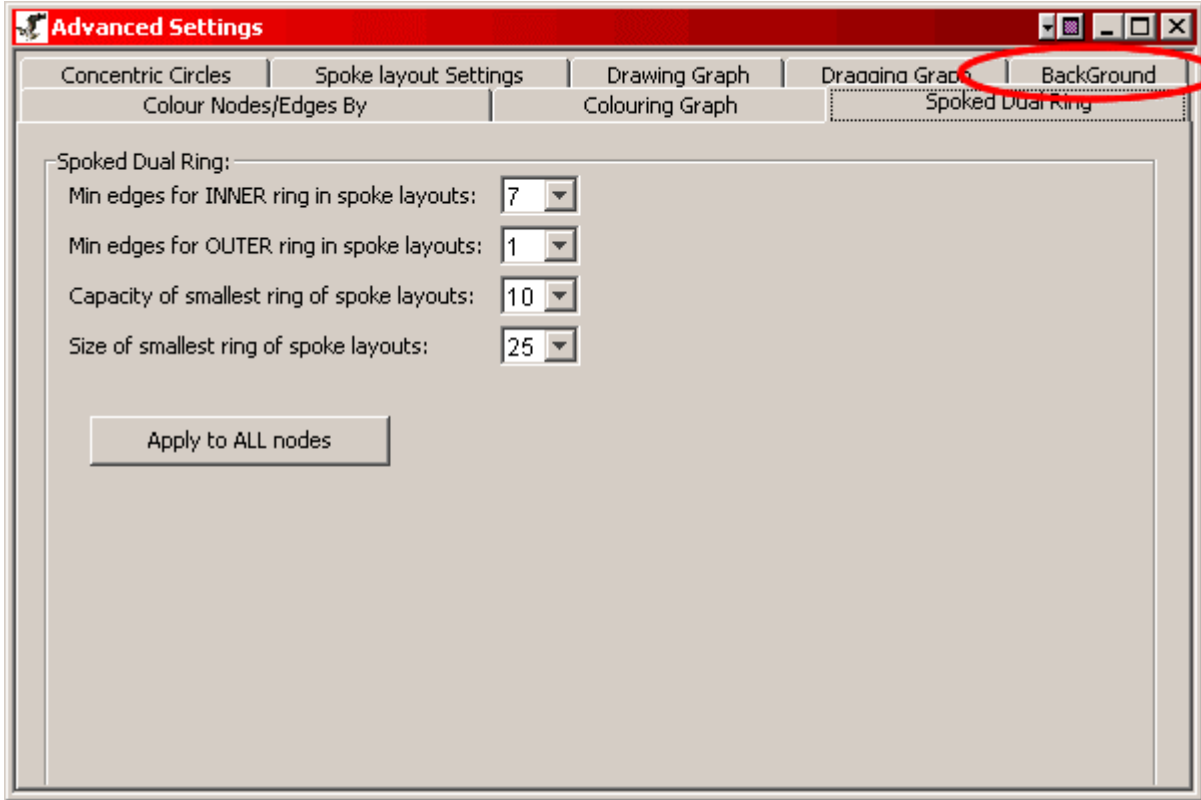 Advanced Settings
Concentric Circles Spoke layout Settings Drawing Graph Dragging Graph BackGround
Colour Nodes/Edges By Colouring Graph Spoked Dual Ring
Spoked Dual Ring:
Min edges for INNER ring in spoke layouts: 7
Min edges for OUTER ring in spoke layouts: 1
Capacity of smallest ring of spoke layouts: 10
Size of smallest ring of spoke layouts: 25
Apply to ALL nodes